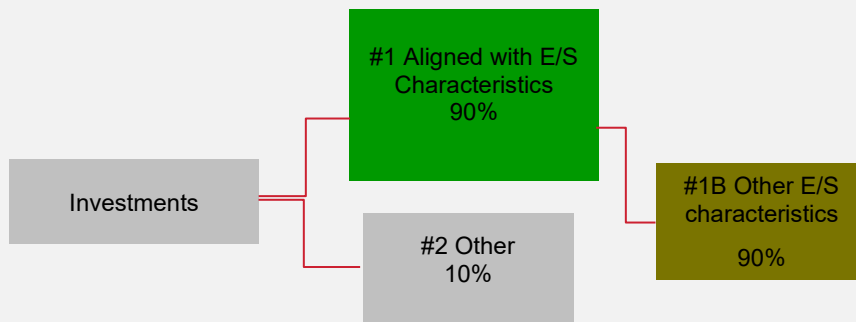 #1 Aligned with E/S
Characteristics
90%
Investments
#1B Other E/S
characteristics
90%
#2 Other
10%